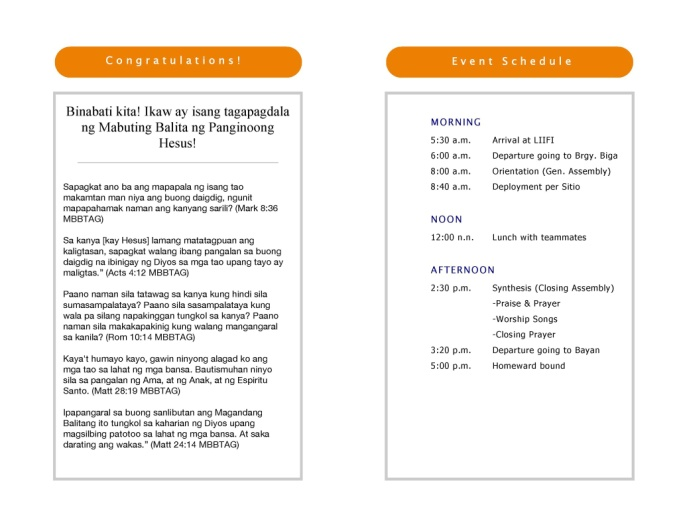 Congratulations!
Binabati kita! Ikaw ay isang tagapagdala
ng Mabuting Balita ng Panginoong
Hesus!
Sapagkat ano ba ang mapapala ng isang tao
makamtan man niya ang buong daigdig, ngunit
mapapahamak naman ang kanyang sarili? (Mark 8:36
MBBTAG)
Sa kanya [kay Hesus] lamang matatagpuan ang
kaligtasan, sapagkat walang ibang pangalan sa buong
daigdig na ibinigay ng Diyos sa mga tao upang tayo ay
maligtas.” (Acts 4:12 MBBTAG)
Paano naman sila tatawag sa kanya kung hindi sila
sumasampalataya? Paano sila sasampalataya kung
wala pa silang napakinggan tungkol sa kanya? Paano
naman sila makakapakinig kung walang mangangaral
sa kanila? (Rom 10:14 MBBTAG)
Kaya't humayo kayo, gawin ninyong alagad ko ang
mga tao sa lahat ng mga bansa. Bautismuhan ninyo
sila sa pangalan ng Ama, at ng Anak, at ng Espiritu
Santo. (Matt 28:19 MBBTAG)
Ipapangaral sa buong sanlibutan ang Magandang
Balitang ito tungkol sa kaharian ng Diyos upang
magsilbing patotoo sa lahat ng mga bansa. At saka
darating ang wakas.” (Matt 24:14 MBBTAG)
Event Schedule
MORNING
5:30 a.m. Arrival at LIIFI
6:00 a.m. Departure going to Brgy. Biga
8:00 a.m. Orientation (Gen. Assembly)
8:40 a.m. Deployment per Sitio
NOON
12:00 n.n. Lunch with teammates
AFTERNOON
2:30 p.m. Synthesis (Closing Assembly)
-Praise & Prayer
-Worship Songs
-Closing Prayer
3:20 p.m. Departure going to Bayan
5:00 p.m. Homeward bound